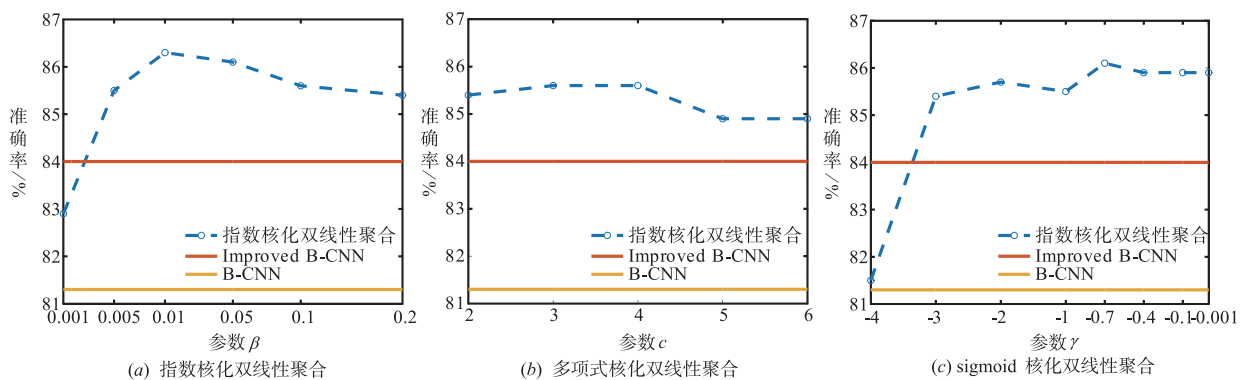 87
86
85
84
83
82
81
准确率
%/
指数核化双线性聚合
Improved B-CNN
B-CNN
0.001 0.005 0.01 0.05 0.1 0.2
参数 β
(a) 指数核化双线性聚合
87
86
85
84
83
82
81
准确率
%/
指数核化双线性聚合
Improved B-CNN
B-CNN
2 3 4 5 6
参数 c
(b) 多项式核化双线性聚合
87
86
85
84
83
82
81
准确率
%/
指数核化双线性聚合
Improved B-CNN
B-CNN
-4 -3 -2 -1 -0.7 -0.4 -0.1 -0.001
参数 γ
(c) sigmoid 核化双线性聚合